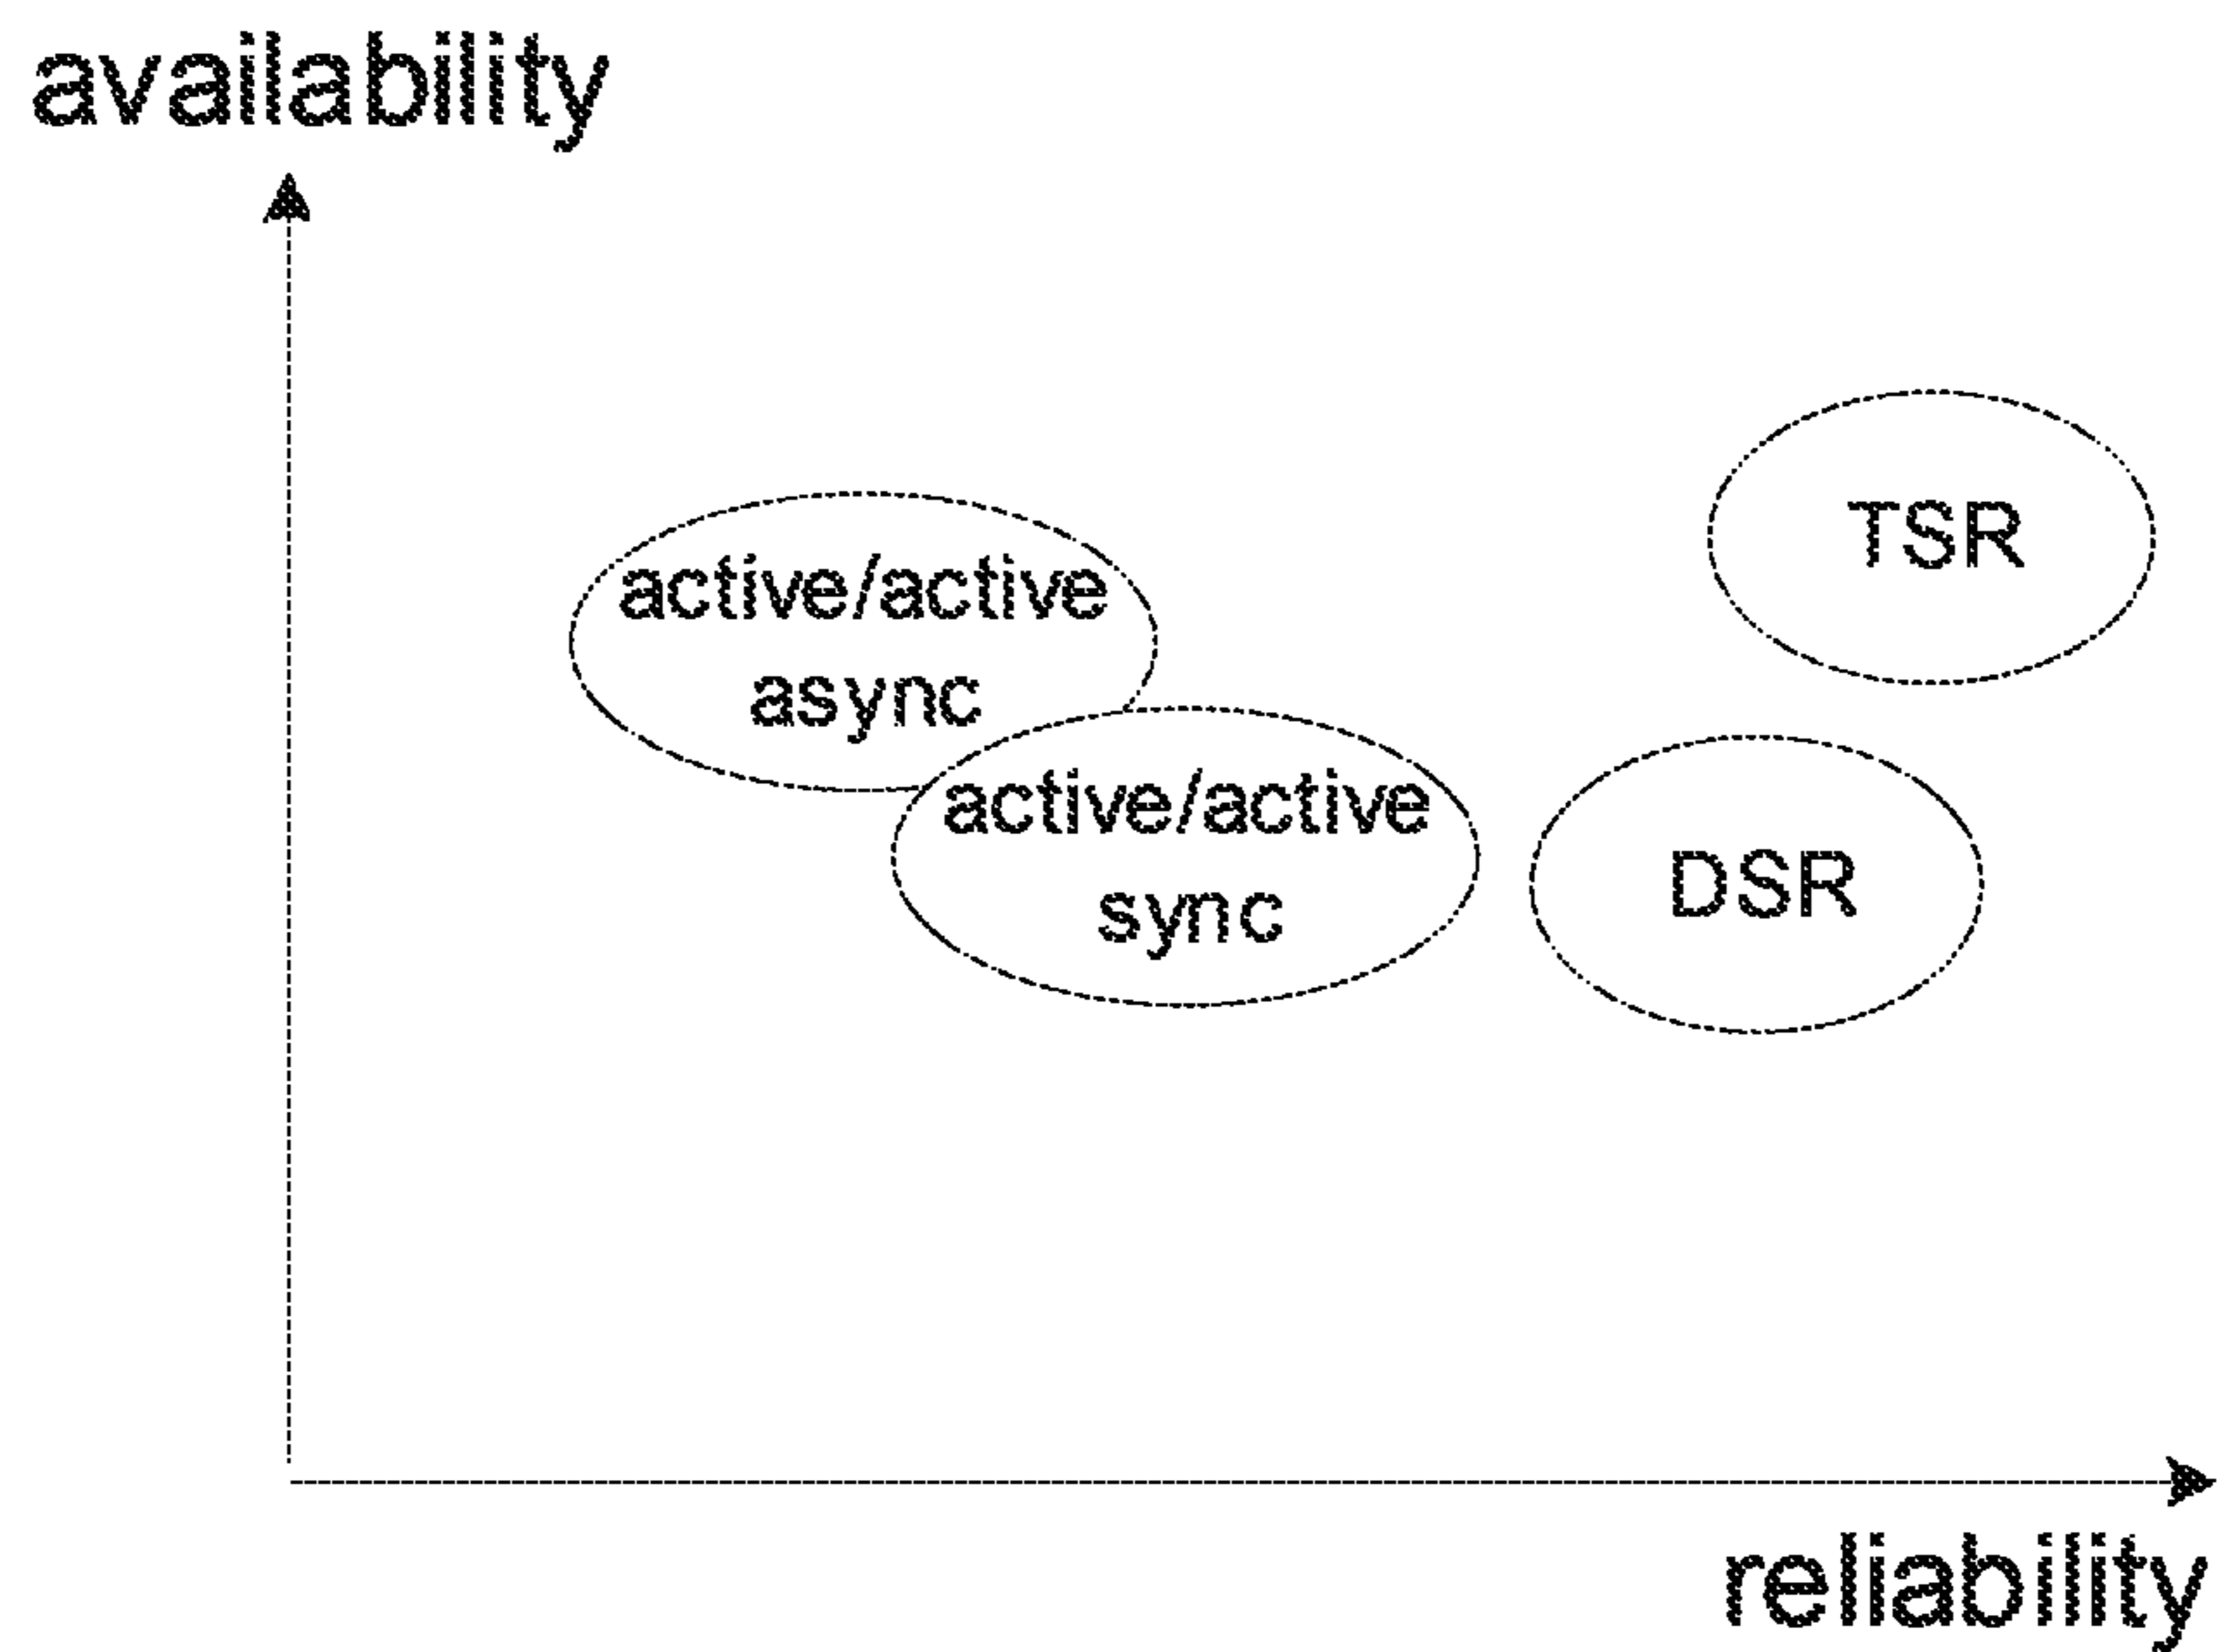 availability
TSR
active/active
async
active/active
sync
DSR
reliability